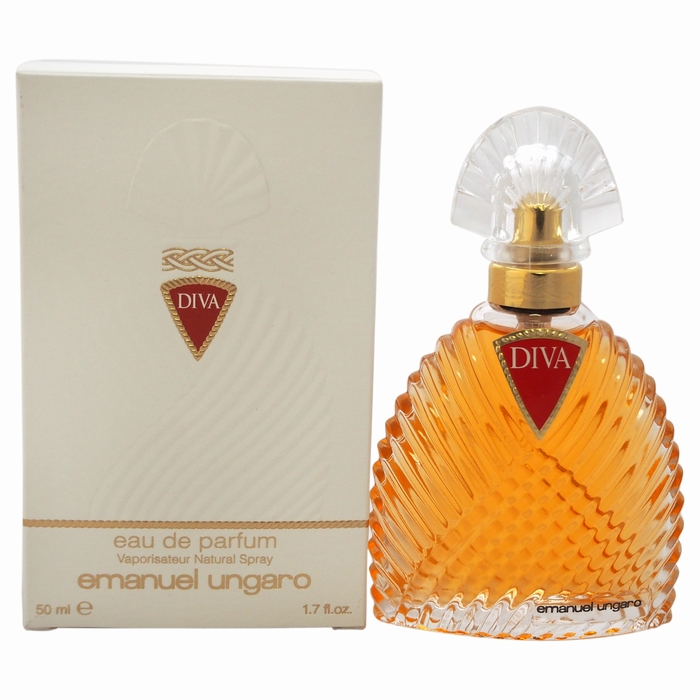 DIVA
eau de parfum
Vaporisateur Natural Spray
emanuel ungaro
50 ml ℮ 1.7 fl.oz.
DIVA
emanuel ungaro